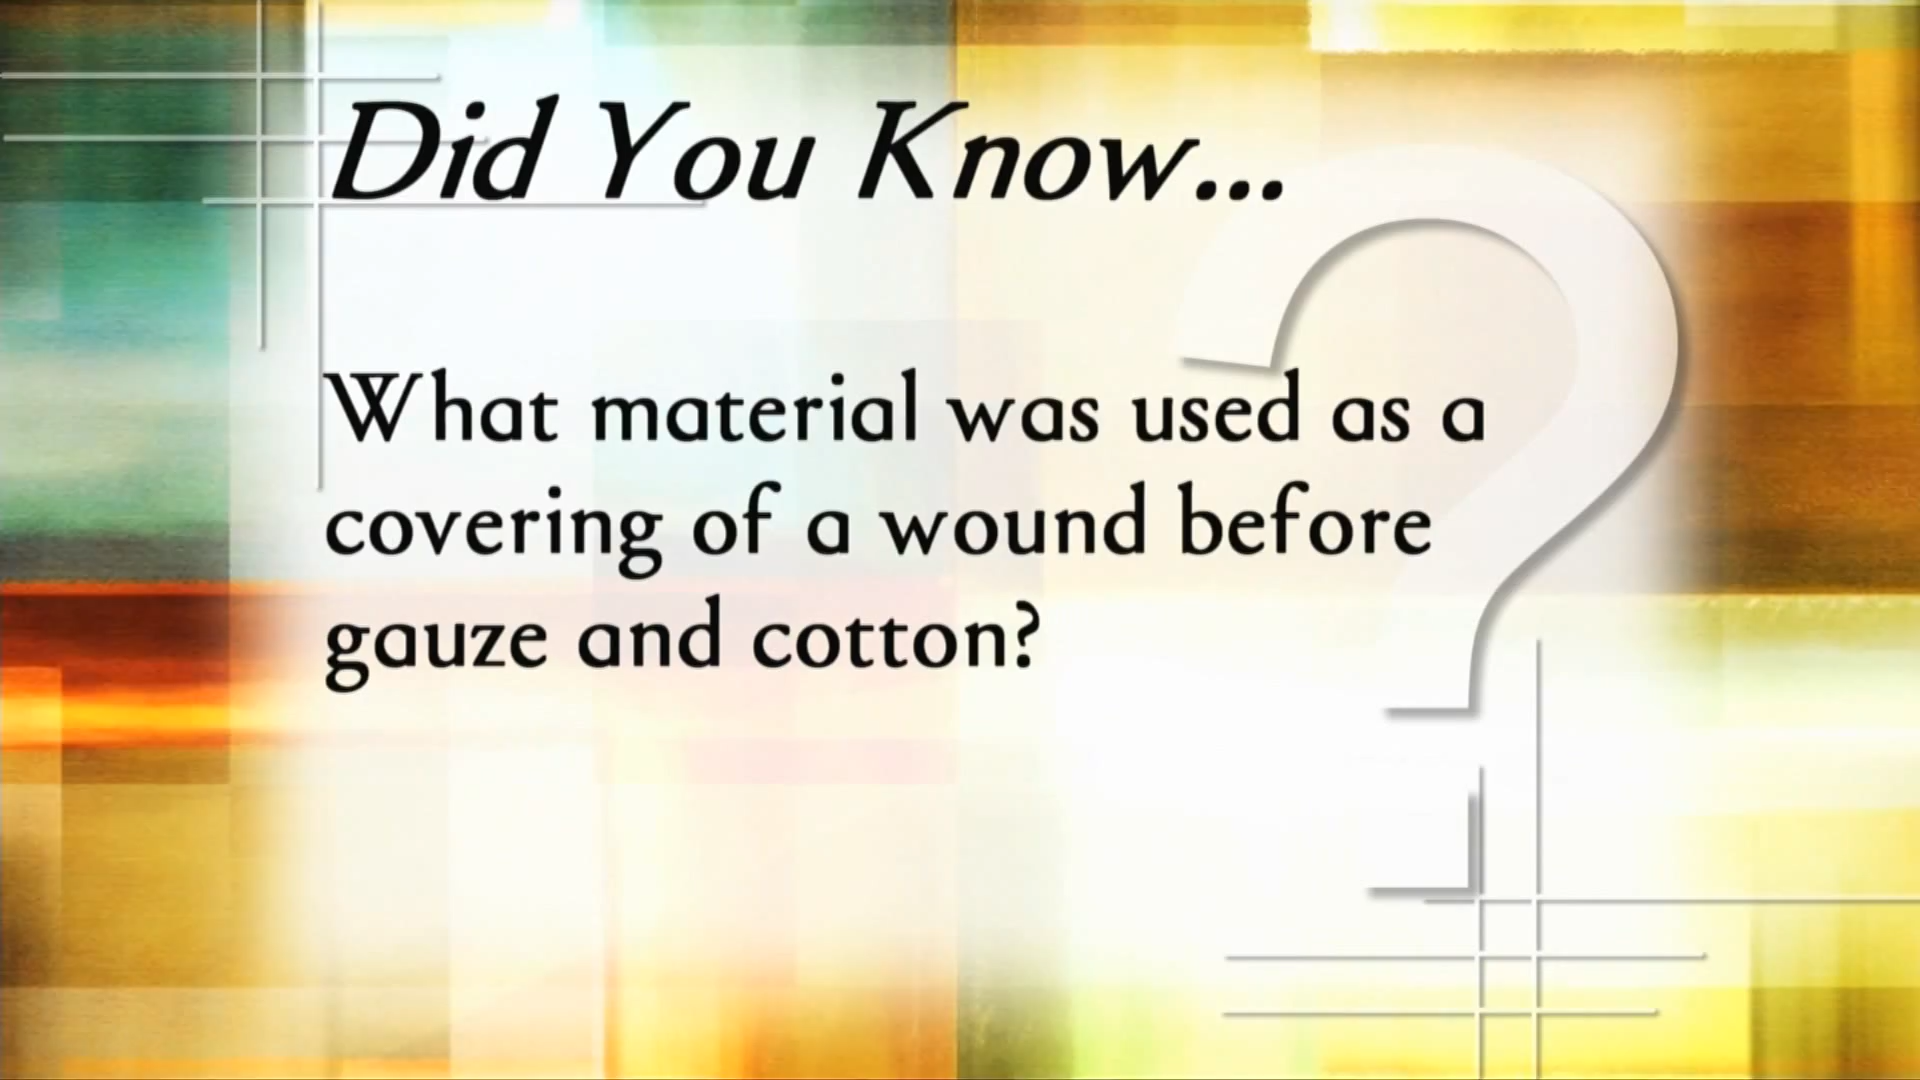 Did You Know...
What material was used as a
covering of a wound before
gauze and cotton?